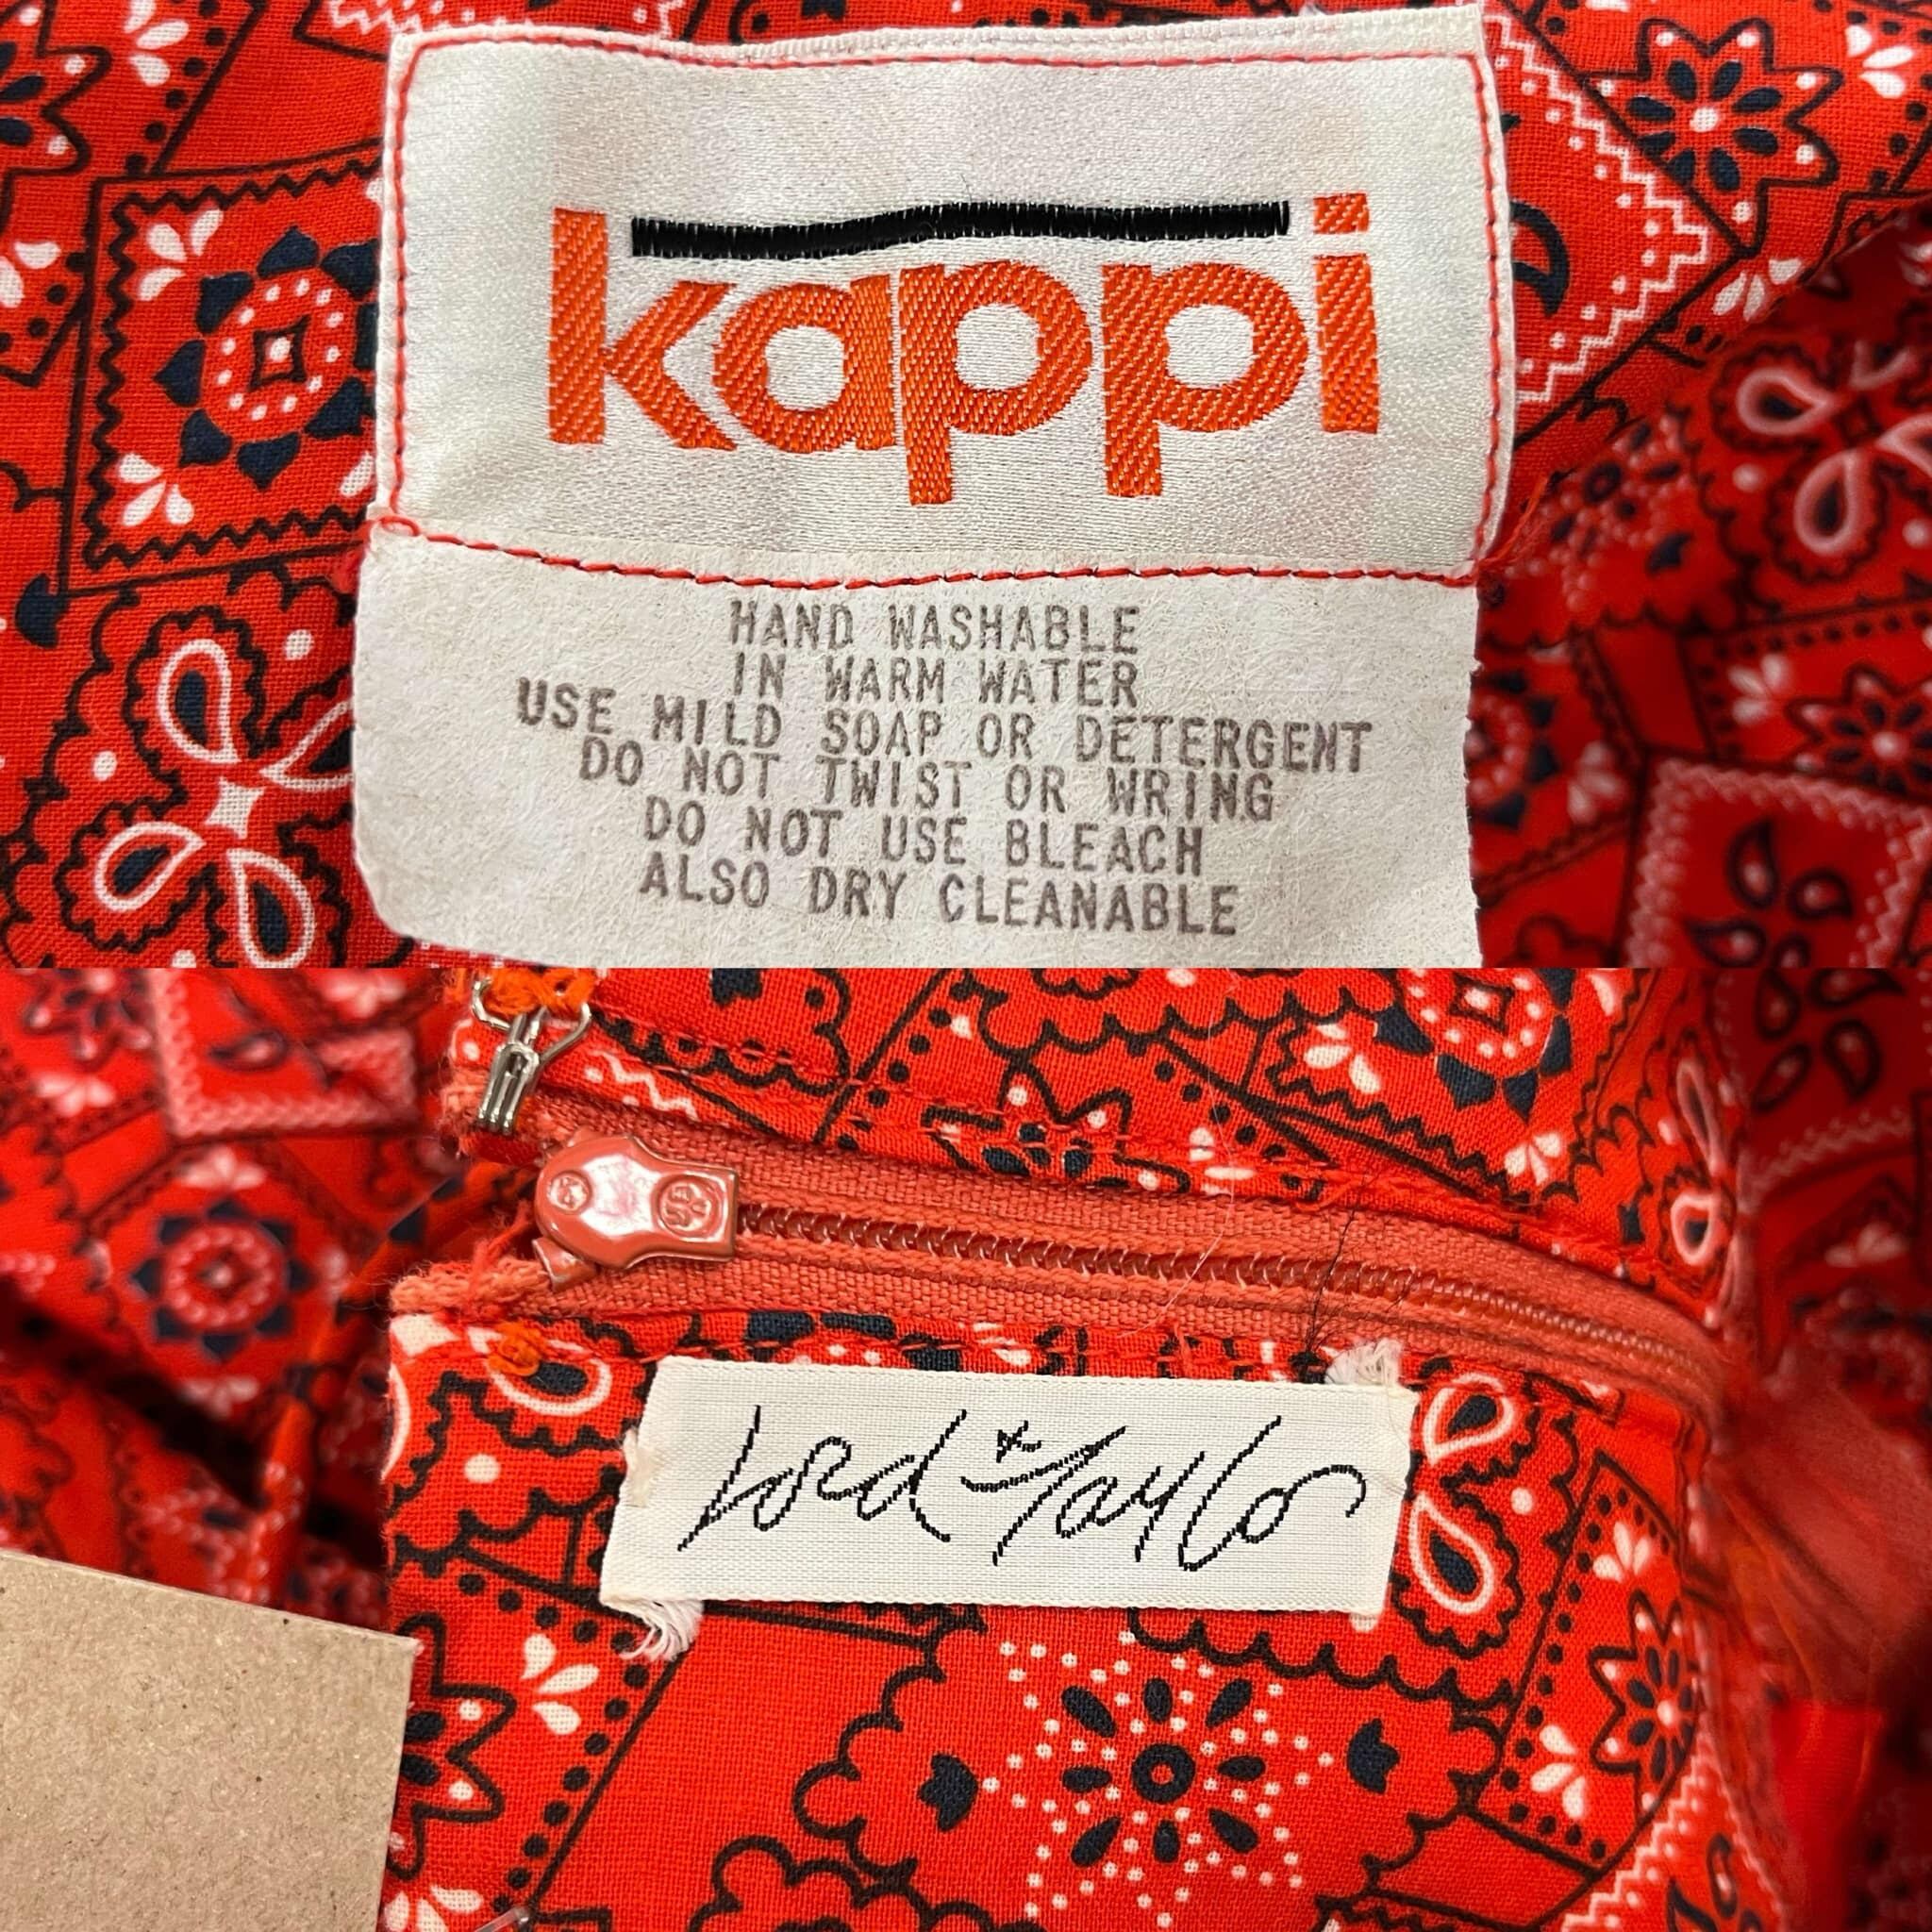 kappi
HAND WASHABLE
IN WARM WATER
USE MILD SOAP OR DETERGENT
DO NOT TWIST OR WRING
DO NOT USE BLEACH
ALSO DRY CLEANABLE
Lord & Taylor